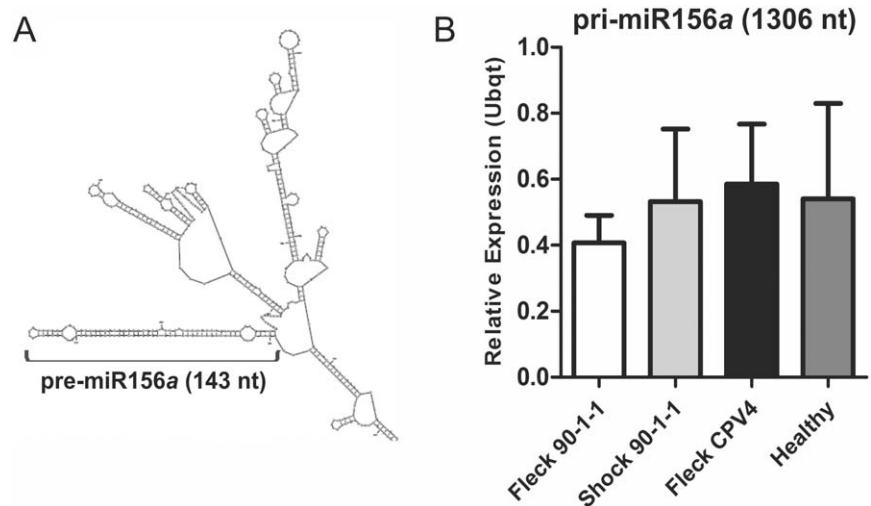 A
pre-miR156a (143 nt)
B
pri-miR156a (1306 nt)
Relative Expression (Ubqt)
1.0
0.8
0.6
0.4
0.2
0.0
Fleck 90-1-1
Shock 90-1-1
Fleck CPV4
Healthy